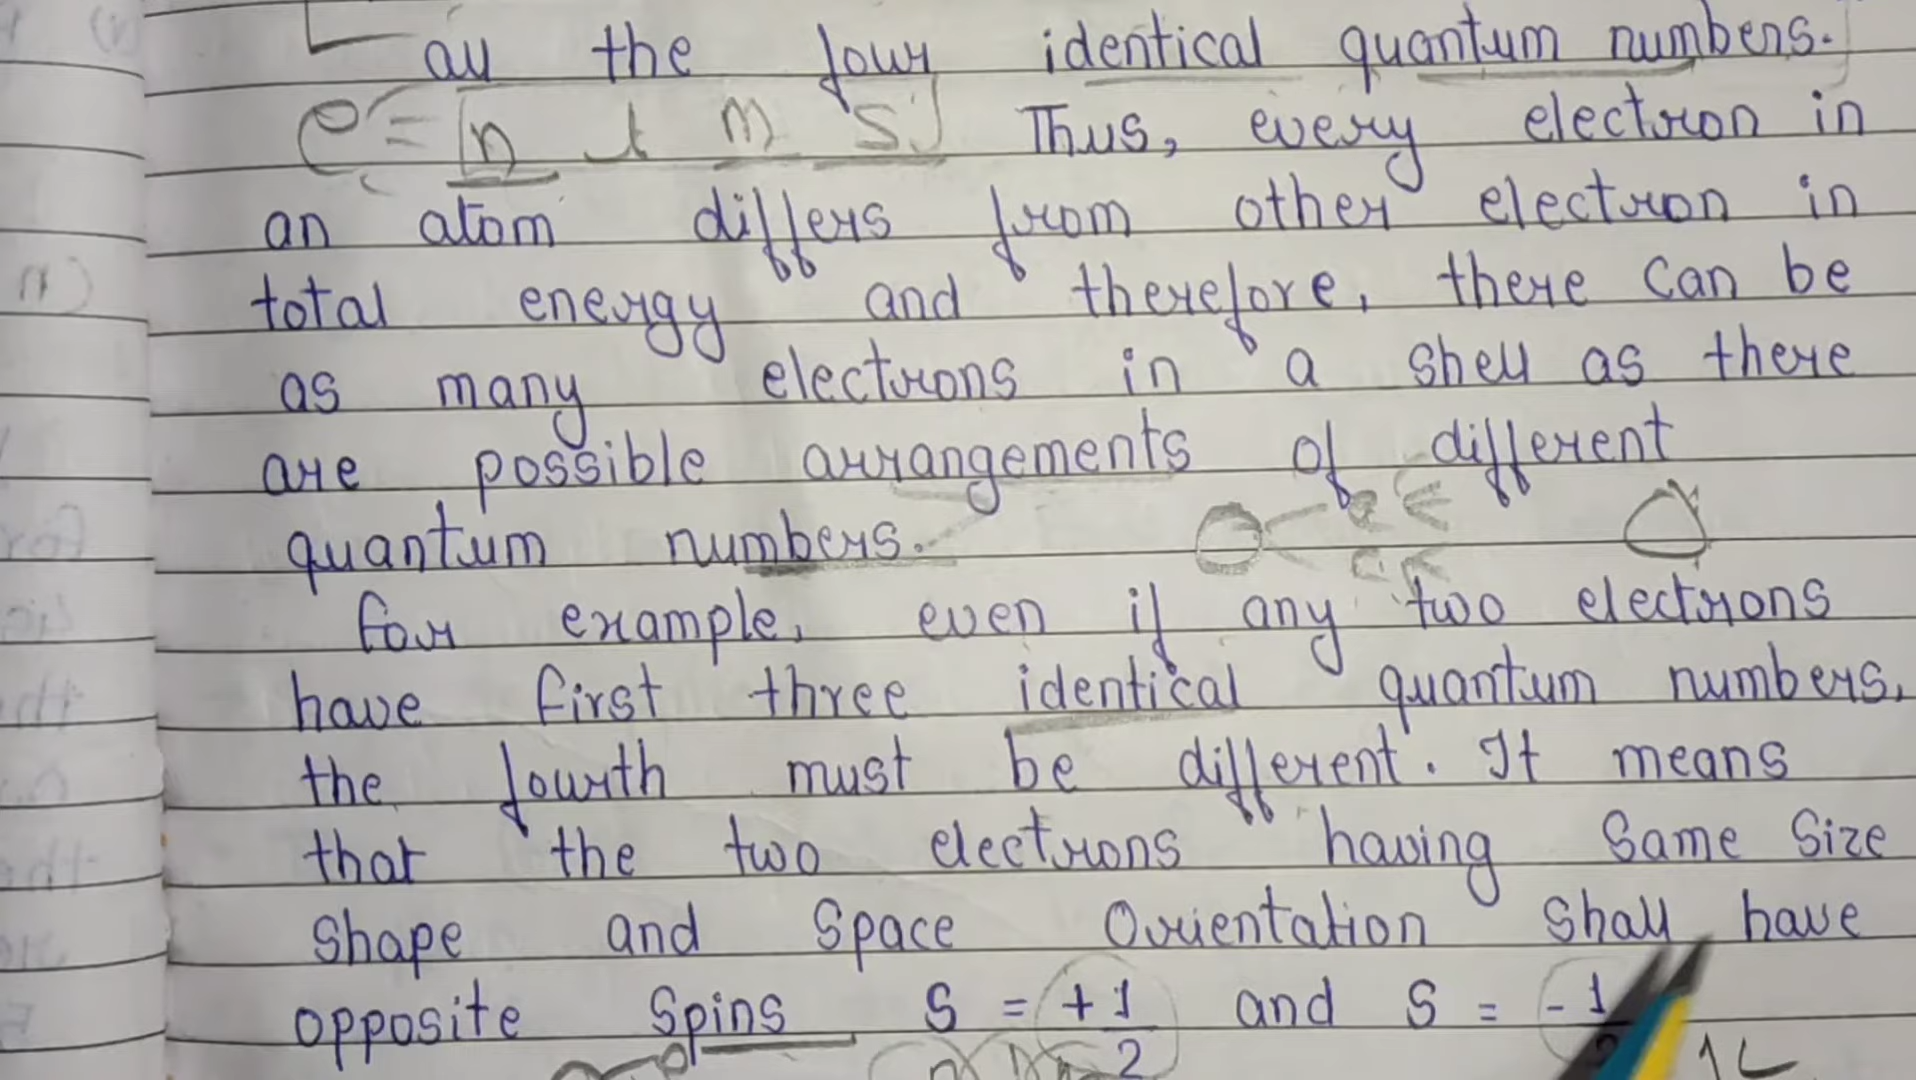 all the four identical quantum numbers.
e = n l m s Thus, every electron in
an atom differs from other electron in
total energy and therefore, there can be
as many electrons in a shell as there
are possible arrangements of different
quantum numbers.
For example, even if any two electrons
have first three identical quantum numbers,
the fourth must be different. It means
that the two electrons having same size
shape and space Orientation shall have
opposite spins s = +1/2 and s = -1/2